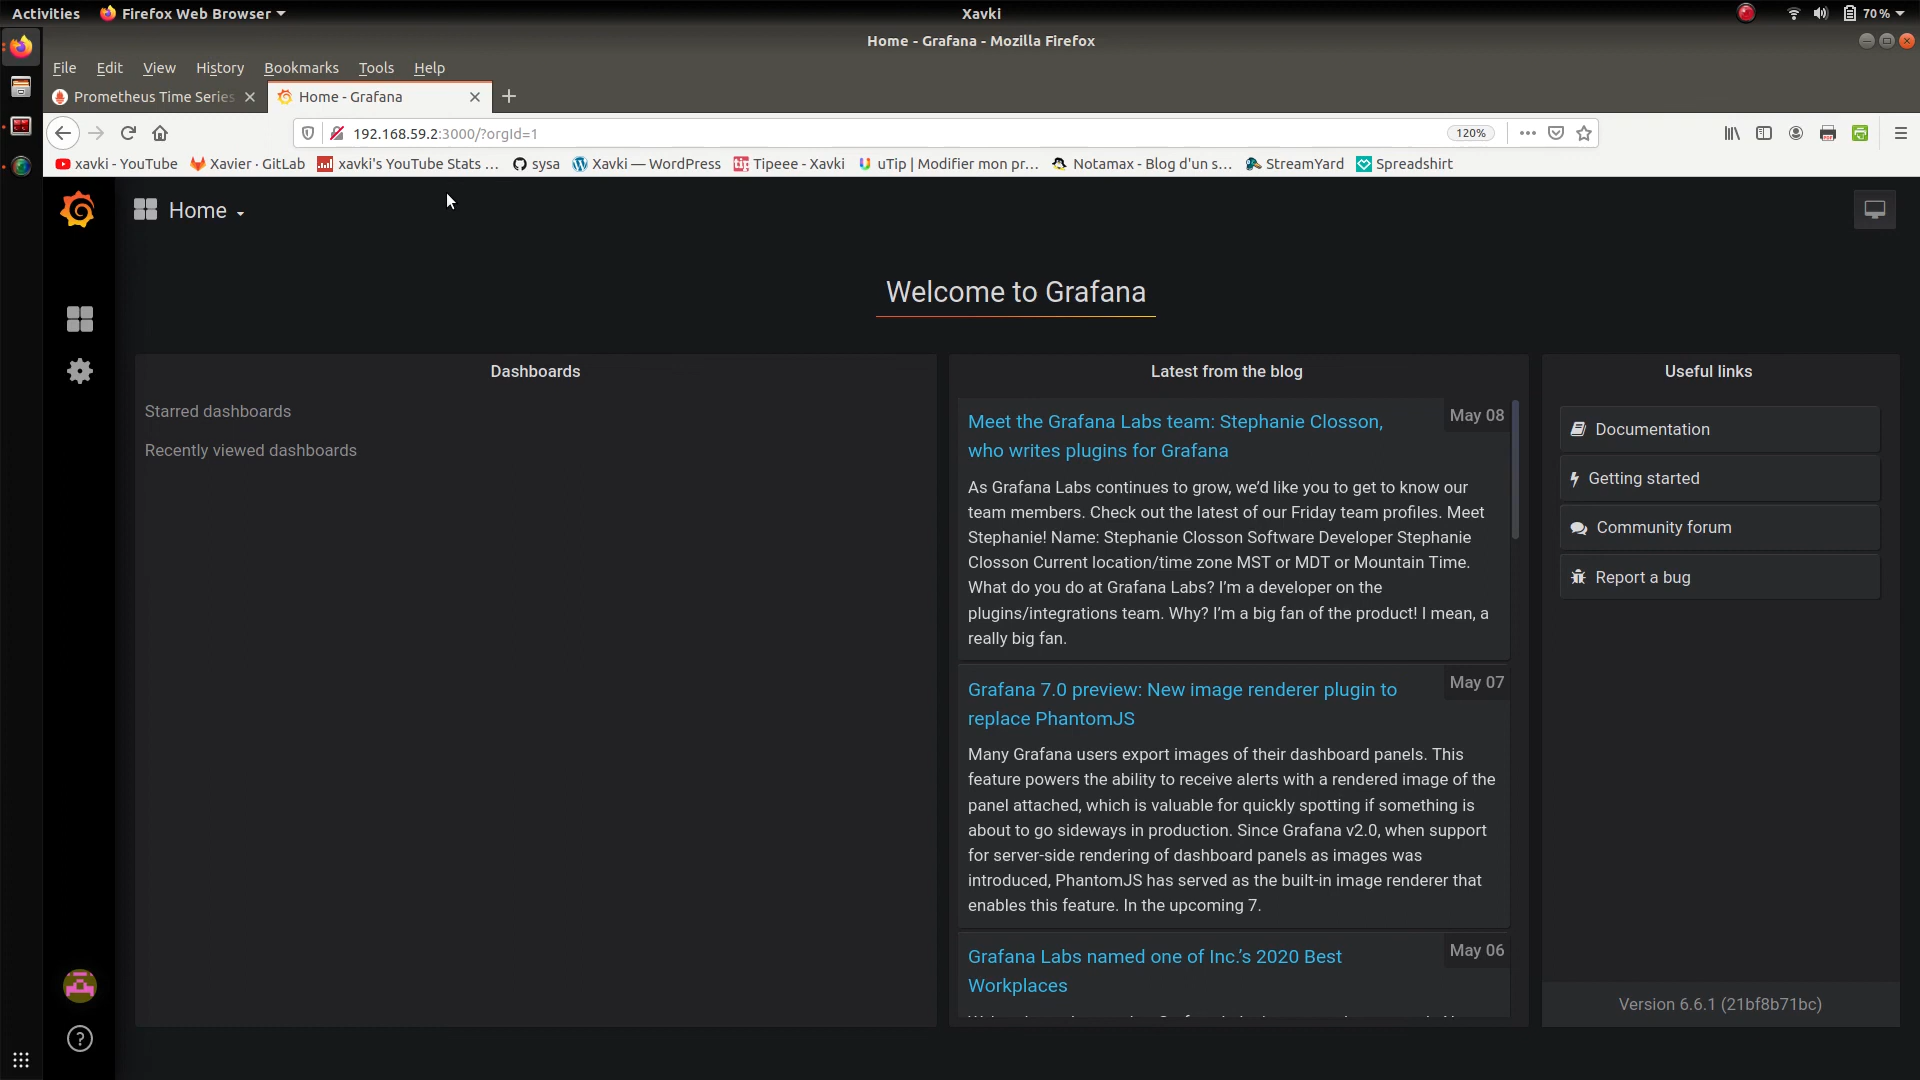 Activities Firefox Web Browser Xavki 70 %
Home - Grafana - Mozilla Firefox
File Edit View History Bookmarks Tools Help
Prometheus Time Series Home - Grafana
192.168.59.2:3000/?orgId=1 120%
xavki - YouTube Xavier · GitLab xavki's YouTube Stats ... sysa Xavki — WordPress Tipeee - Xavki uTip | Modifier mon pr... Notamax - Blog d'un s... StreamYard Spreadshirt
Home
Welcome to Grafana
Dashboards
Starred dashboards
Recently viewed dashboards
Latest from the blog
Meet the Grafana Labs team: Stephanie Closson, May 08
who writes plugins for Grafana
As Grafana Labs continues to grow, we’d like you to get to know our
team members. Check out the latest of our Friday team profiles. Meet
Stephanie! Name: Stephanie Closson Software Developer Stephanie
Closson Current location/time zone MST or MDT or Mountain Time.
What do you do at Grafana Labs? I’m a developer on the
plugins/integrations team. Why? I’m a big fan of the product! I mean, a
really big fan.
Grafana 7.0 preview: New image renderer plugin to May 07
replace PhantomJS
Many Grafana users export images of their dashboard panels. This
feature powers the ability to receive alerts with a rendered image of the
panel attached, which is valuable for quickly spotting if something is
about to go sideways in production. Since Grafana v2.0, when support
for server-side rendering of dashboard panels as images was
introduced, PhantomJS has served as the built-in image renderer that
enables this feature. In the upcoming 7.
Grafana Labs named one of Inc.’s 2020 Best May 06
Workplaces
Useful links
Documentation
Getting started
Community forum
Report a bug
Version 6.6.1 (21bf8b71bc)